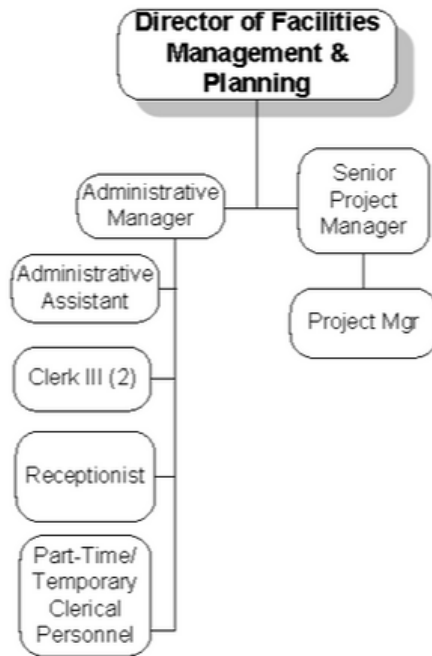 Director of Facilities
Management &
Planning
Administrative
Manager
Senior
Project
Manager
Administrative
Assistant
Project Mgr
Clerk III (2)
Receptionist
Part-Time/
Temporary
Clerical
Personnel